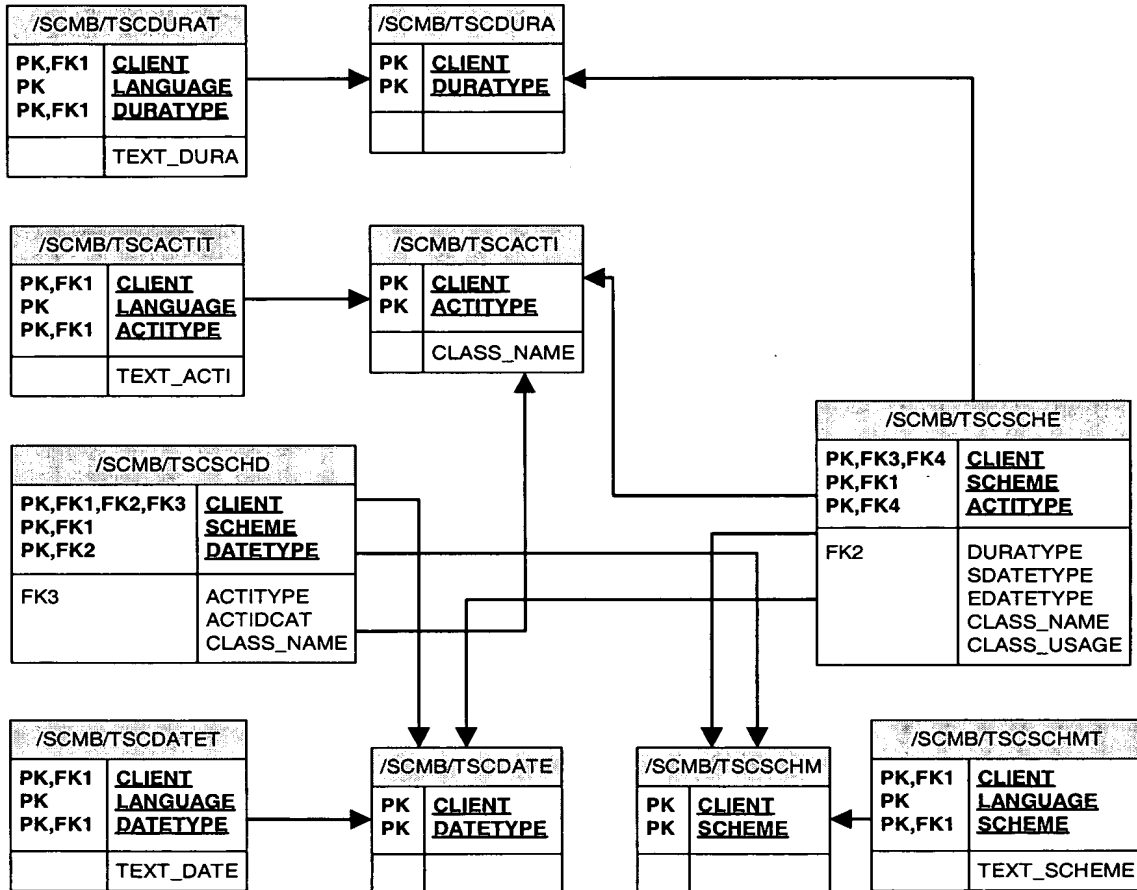 /SCMB/TSCDURAT
PK,FK1 CLIENT
PK LANGUAGE
PK,FK1 DURATYPE
TEXT_DURA
/SCMB/TSCDURA
PK CLIENT
PK DURATYPE
/SCMB/TSCACTIT
PK,FK1 CLIENT
PK LANGUAGE
PK,FK1 ACTITYPE
TEXT_ACTI
/SCMB/TSCACTI
PK CLIENT
PK ACTITYPE
CLASS_NAME
/SCMB/TSCSCHD
PK,FK1,FK2,FK3 CLIENT
PK,FK1 SCHEME
PK,FK2 DATETYPE
FK3 ACTITYPE
ACTIDCAT
CLASS_NAME
/SCMB/TSCSCHE
PK,FK3,FK4 CLIENT
PK,FK1 SCHEME
PK,FK4 ACTITYPE
FK2 DURATYPE
SDATETYPE
EDATETYPE
CLASS_NAME
CLASS_USAGE
/SCMB/TSCDATET
PK,FK1 CLIENT
PK LANGUAGE
PK,FK1 DATETYPE
TEXT_DATE
/SCMB/TSCDATE
PK CLIENT
PK DATETYPE
/SCMB/TSCSCHM
PK CLIENT
PK SCHEME
/SCMB/TSCSCHMT
PK,FK1 CLIENT
PK LANGUAGE
PK,FK1 SCHEME
TEXT_SCHEME